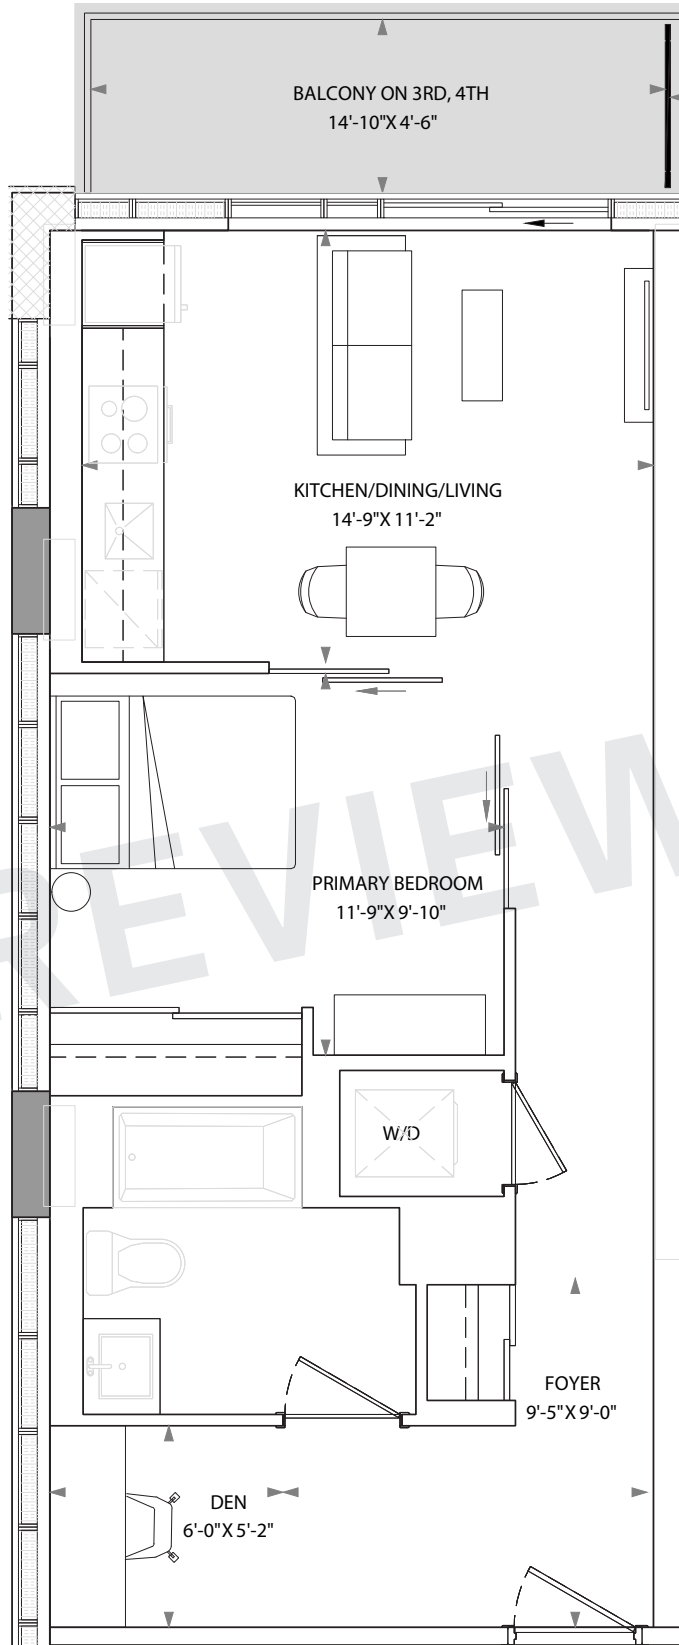 BALCONY ON 3RD, 4TH
14'-10"X 4'-6"
KITCHEN/DINING/LIVING
14'-9"X 11'-2"
PRIMARY BEDROOM
11'-9"X 9'-10"
REVIEW
W/D
FOYER
9'-5"X 9'-0"
DEN
6'-0"X 5'-2"